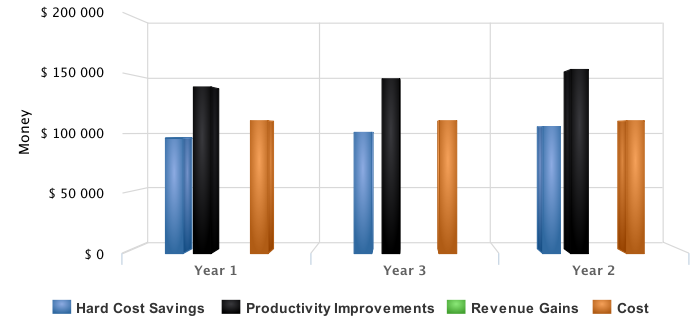 $ 200 000
$ 150 000
$ 100 000
$ 50 000
$ 0
Money
Year 1 Year 3 Year 2
Hard Cost Savings Productivity Improvements Revenue Gains Cost